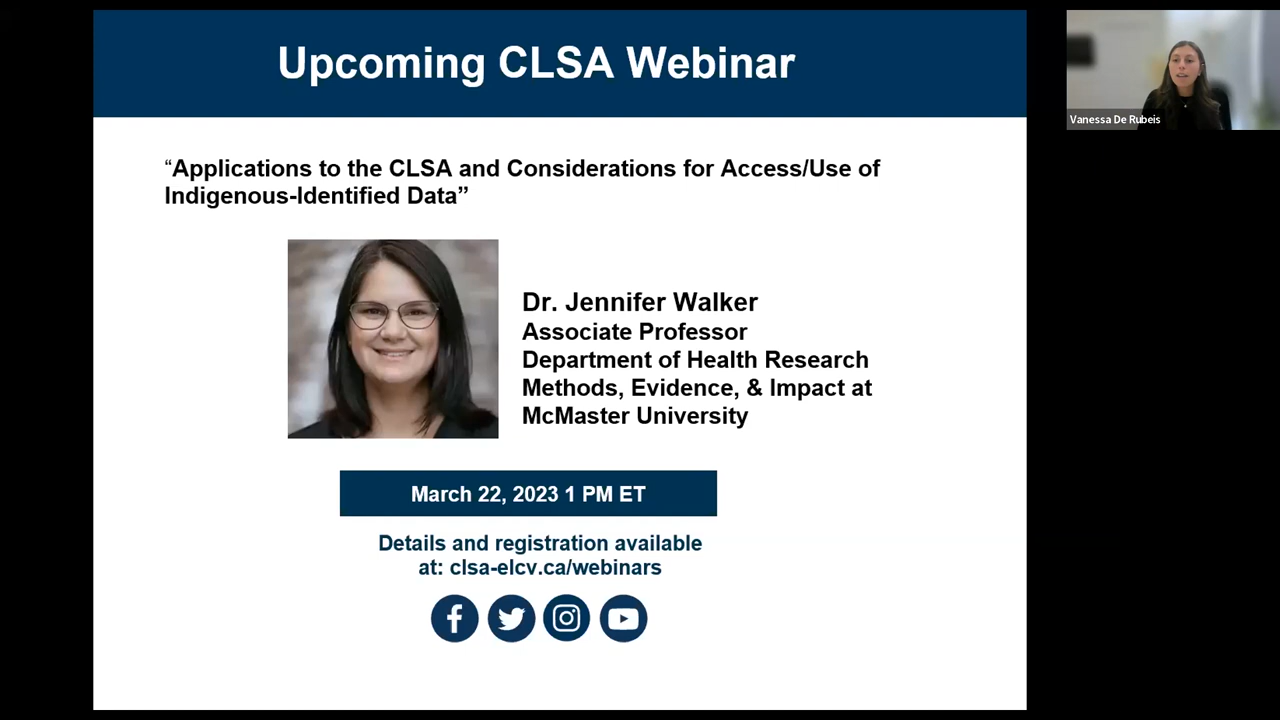 Upcoming CLSA Webinar
“Applications to the CLSA and Considerations for Access/Use of
Indigenous-Identified Data”
Dr. Jennifer Walker
Associate Professor
Department of Health Research
Methods, Evidence, & Impact at
McMaster University
March 22, 2023 1 PM ET
Details and registration available
at: clsa-elcv.ca/webinars
Vanessa De Rubeis